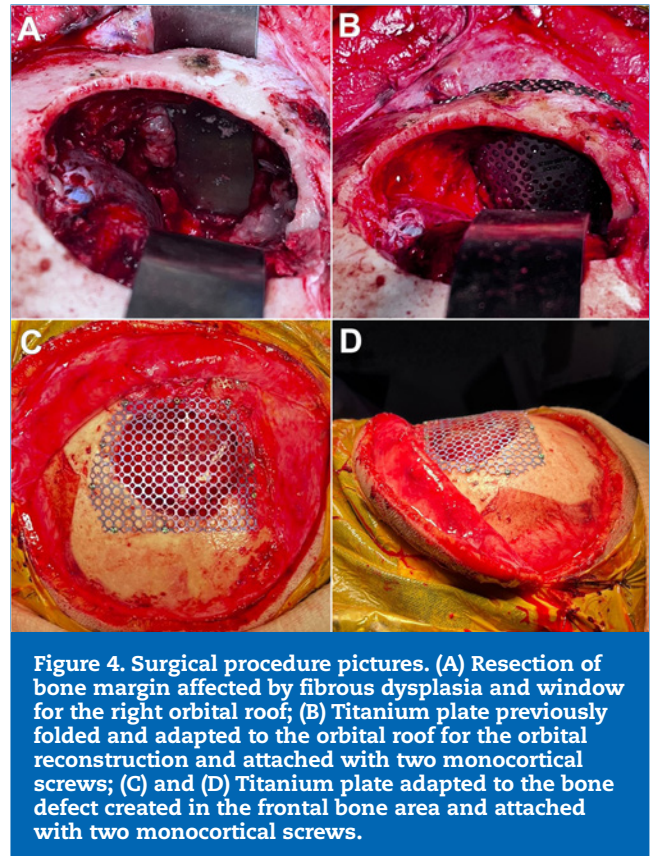 A
B
C
D
Figure 4. Surgical procedure pictures. (A) Resection of
bone margin affected by fibrous dysplasia and window
for the right orbital roof; (B) Titanium plate previously
folded and adapted to the orbital roof for the orbital
reconstruction and attached with two monocortical
screws; (C) and (D) Titanium plate adapted to the bone
defect created in the frontal bone area and attached
with two monocortical screws.